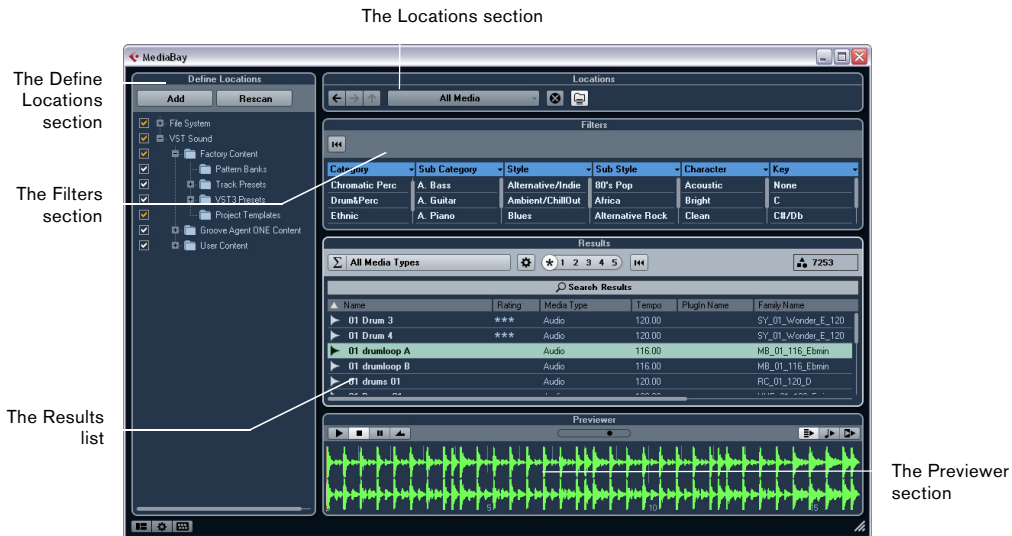 The Locations section
MediaBay
The Define
Locations
section
Define Locations
Add Rescan
File System
VST Sound
Factory Content
Pattern Banks
Track Presets
VST3 Presets
Project Templates
Groove Agent ONE Content
User Content
Locations
All Media
The Filters
section
Filters
Category Sub Category Style Sub Style Character Key
Chromatic Perc A. Bass Alternative/Indie 80's Pop Acoustic None
Drum&Perc A. Guitar Ambient/ChillOut Africa Bright C
Ethnic A. Piano Blues Alternative Rock Clean C#/Db
The Results
list
Results
All Media Types * 1 2 3 4 5 7253
Search Results
Name Rating Media Type Tempo PlugIn Name Family Name
01 Drum 3 *** Audio 120.00 SY_01_Wonder_E_120
01 Drum 4 *** Audio 120.00 SY_01_Wonder_E_120
01 drumloop A Audio 116.00 MB_01_116_Ebmin
01 drumloop B Audio 116.00 MB_01_116_Ebmin
01 drums 01 Audio 120.00 RC_01_120_D
Previewer
5 10 15
The Previewer
section